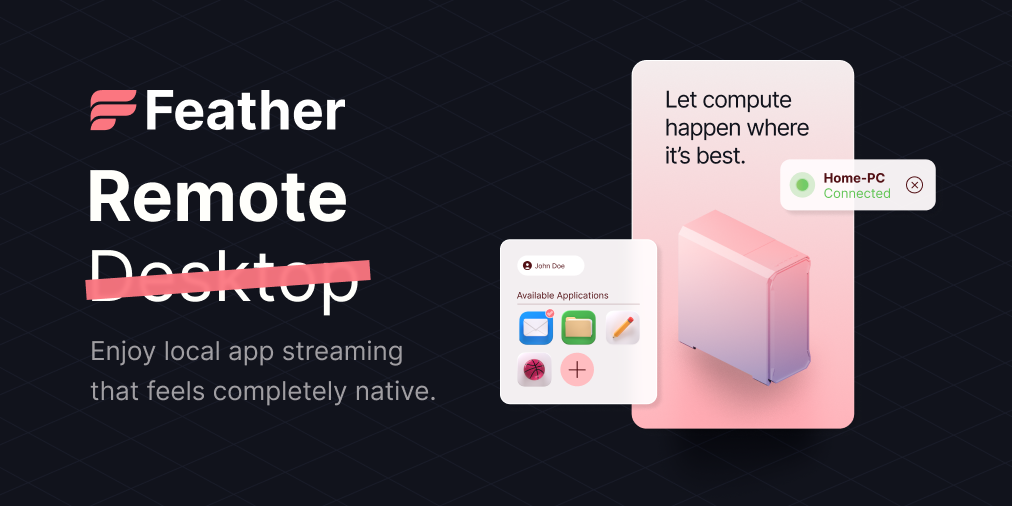 Feather
Remote
Desktop
Enjoy local app streaming
that feels completely native.
Let compute
happen where
it's best.
Home-PC
Connected
John Doe
Available Applications